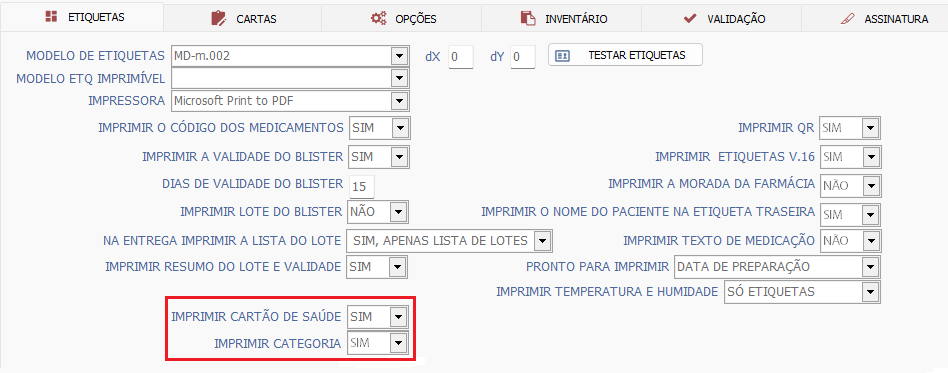 ETIQUETAS CARTAS OPÇÕES INVENTÁRIO VALIDAÇÃO ASSINATURA
MODELO DE ETIQUETAS MD-m.002 dX 0 dY 0 TESTAR ETIQUETAS
MODELO ETQ IMPRIMÍVEL
IMPRESSORA Microsoft Print to PDF
IMPRIMIR O CÓDIGO DOS MEDICAMENTOS SIM IMPRIMIR QR SIM
IMPRIMIR A VALIDADE DO BLISTER SIM IMPRIMIR ETIQUETAS V.16 SIM
DIAS DE VALIDADE DO BLISTER 15 IMPRIMIR A MORADA DA FARMÁCIA NÃO
IMPRIMIR LOTE DO BLISTER NÃO IMPRIMIR O NOME DO PACIENTE NA ETIQUETA TRASEIRA SIM
NA ENTREGA IMPRIMIR A LISTA DO LOTE SIM, APENAS LISTA DE LOTES IMPRIMIR TEXTO DE MEDICAÇÃO NÃO
IMPRIMIR RESUMO DO LOTE E VALIDADE SIM PRONTO PARA IMPRIMIR DATA DE PREPARAÇÃO
IMPRIMIR TEMPERATURA E HUMIDADE SÓ ETIQUETAS
IMPRIMIR CARTÃO DE SAÚDE SIM
IMPRIMIR CATEGORIA SIM